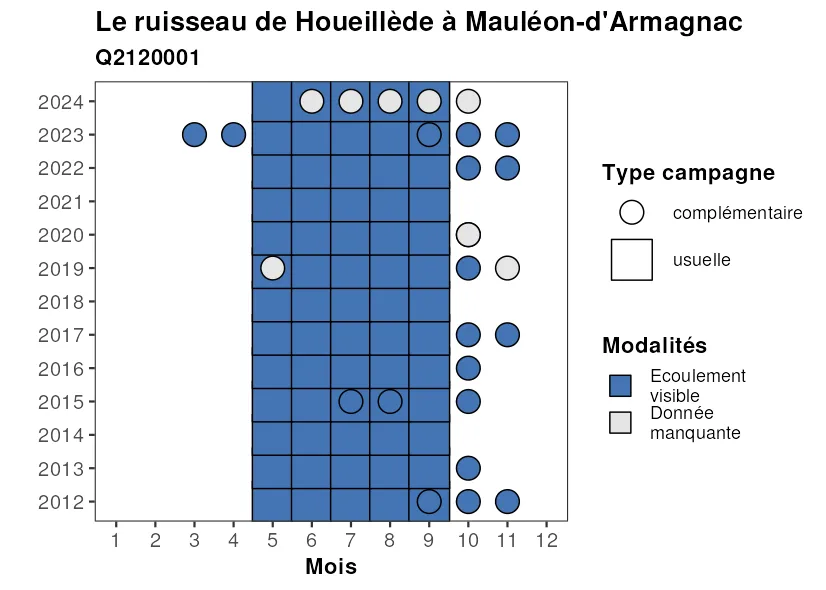 Le ruisseau de Houeillède à Mauléon-d'Armagnac
Q2120001
2024
2023
2022
2021
2020
2019
2018
2017
2016
2015
2014
2013
2012
1 2 3 4 5 6 7 8 9 10 11 12
Mois
Type campagne
complémentaire
usuelle
Modalités
Ecoulement
visible
Donnée
manquante